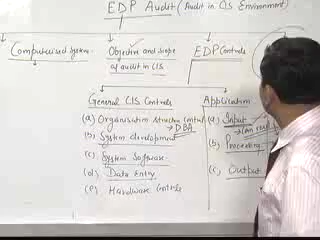 EDP Audit (Audit in CIS Environment)
Computerised System
Objective and Scope
of audit in CIS
EDP Controls
General CIS Controls
Application
(a) Organisation structure control
→ DBA
(b) System development
(c) System Software
(d) Data Entry
(e) Hardware Controls
(a) Input
(b) Processing
(c) Output